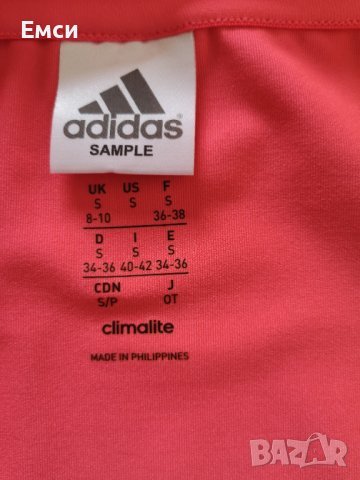 Емси
adidas
SAMPLE
UK US F
S S S
8-10 36-38
D I E
S S S
34-36 40-42 34-36
CDN J
S/P OT
climalite
MADE IN PHILIPPINES
BAZAR